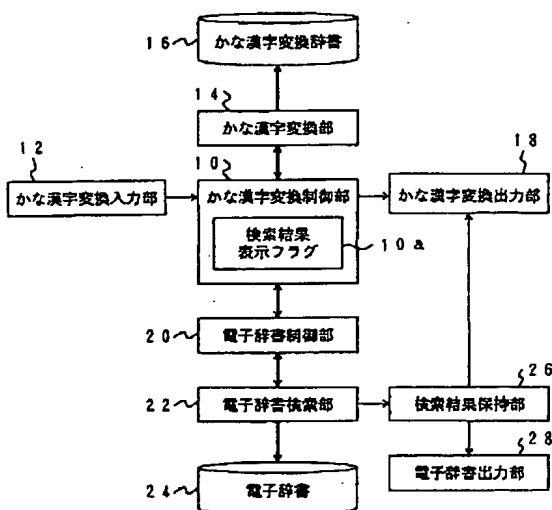 16
かな漢字変換辞書
14
かな漢字変換部
12
10
18
かな漢字変換入力部
かな漢字変換制御部
かな漢字変換出力部
検索結果
表示フラグ
10a
20
電子辞書制御部
26
22
電子辞書検索部
検索結果保持部
28
24
電子辞書
電子辞書出力部